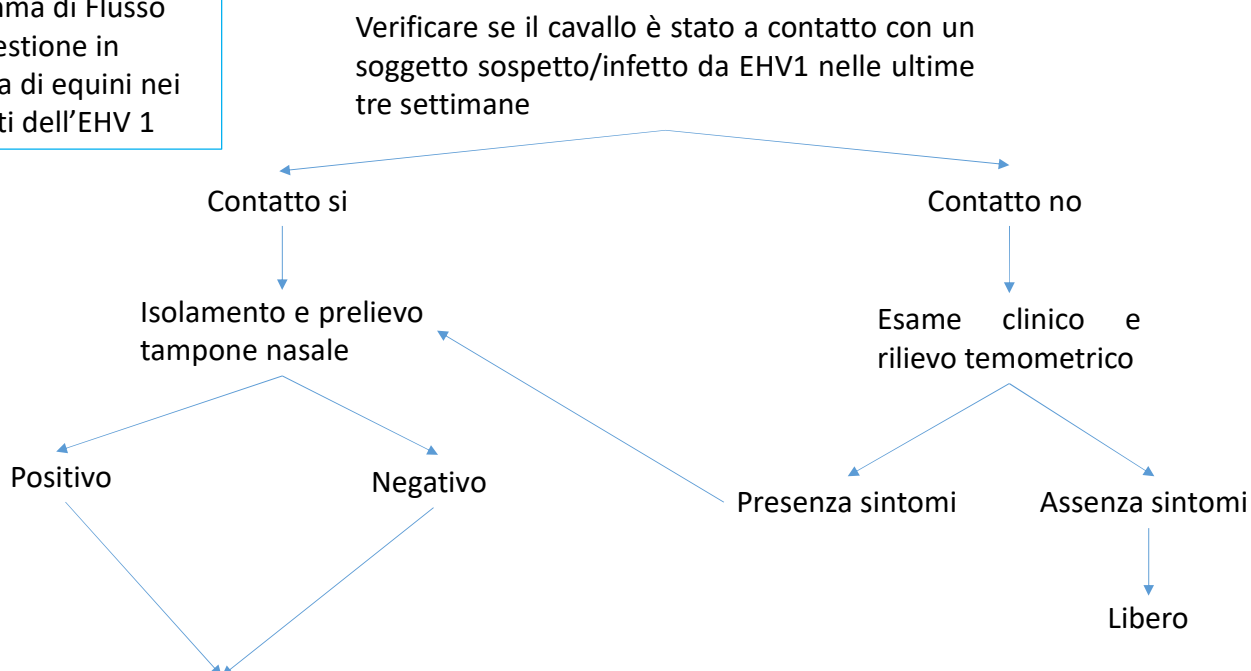 ma di Flusso
estione in
a di equini nei
ti dell'EHV 1
Verificare se il cavallo è stato a contatto con un
soggetto sospetto/infetto da EHV1 nelle ultime
tre settimane
Contatto si
Contatto no
Isolamento e prelievo
tampone nasale
Esame clinico e
rilievo temometrico
Positivo
Negativo
Presenza sintomi
Assenza sintomi
Libero